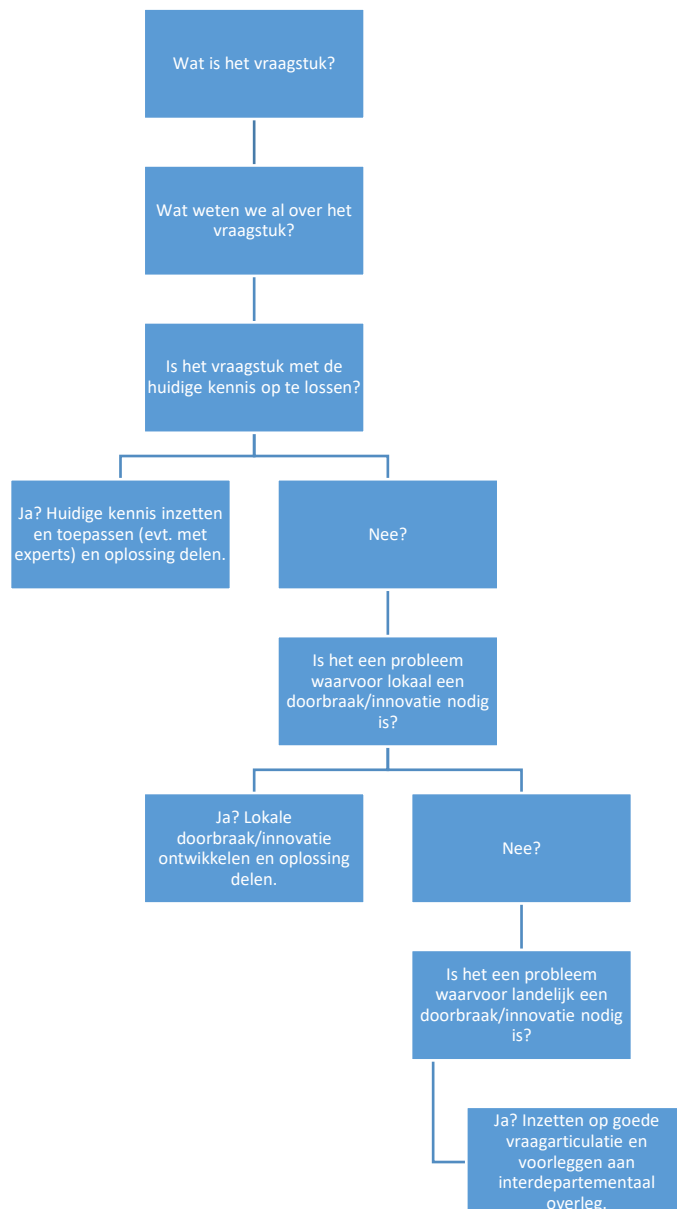 Wat is het vraagstuk?
Wat weten we al over het
vraagstuk?
Is het vraagstuk met de
huidige kennis op te lossen?
Ja? Huidige kennis inzetten
en toepassen (evt. met
experts) en oplossing delen.
Nee?
Is het een probleem
waarvoor lokaal een
doorbraak/innovatie nodig
is?
Ja? Lokale
doorbraak/innovatie
ontwikkelen en oplossing
delen.
Nee?
Is het een probleem
waarvoor landelijk een
doorbraak/innovatie nodig
is?
Ja? Inzetten op goede
vraagarticulatie en
voorleggen aan
interdepartementaal
overleg.